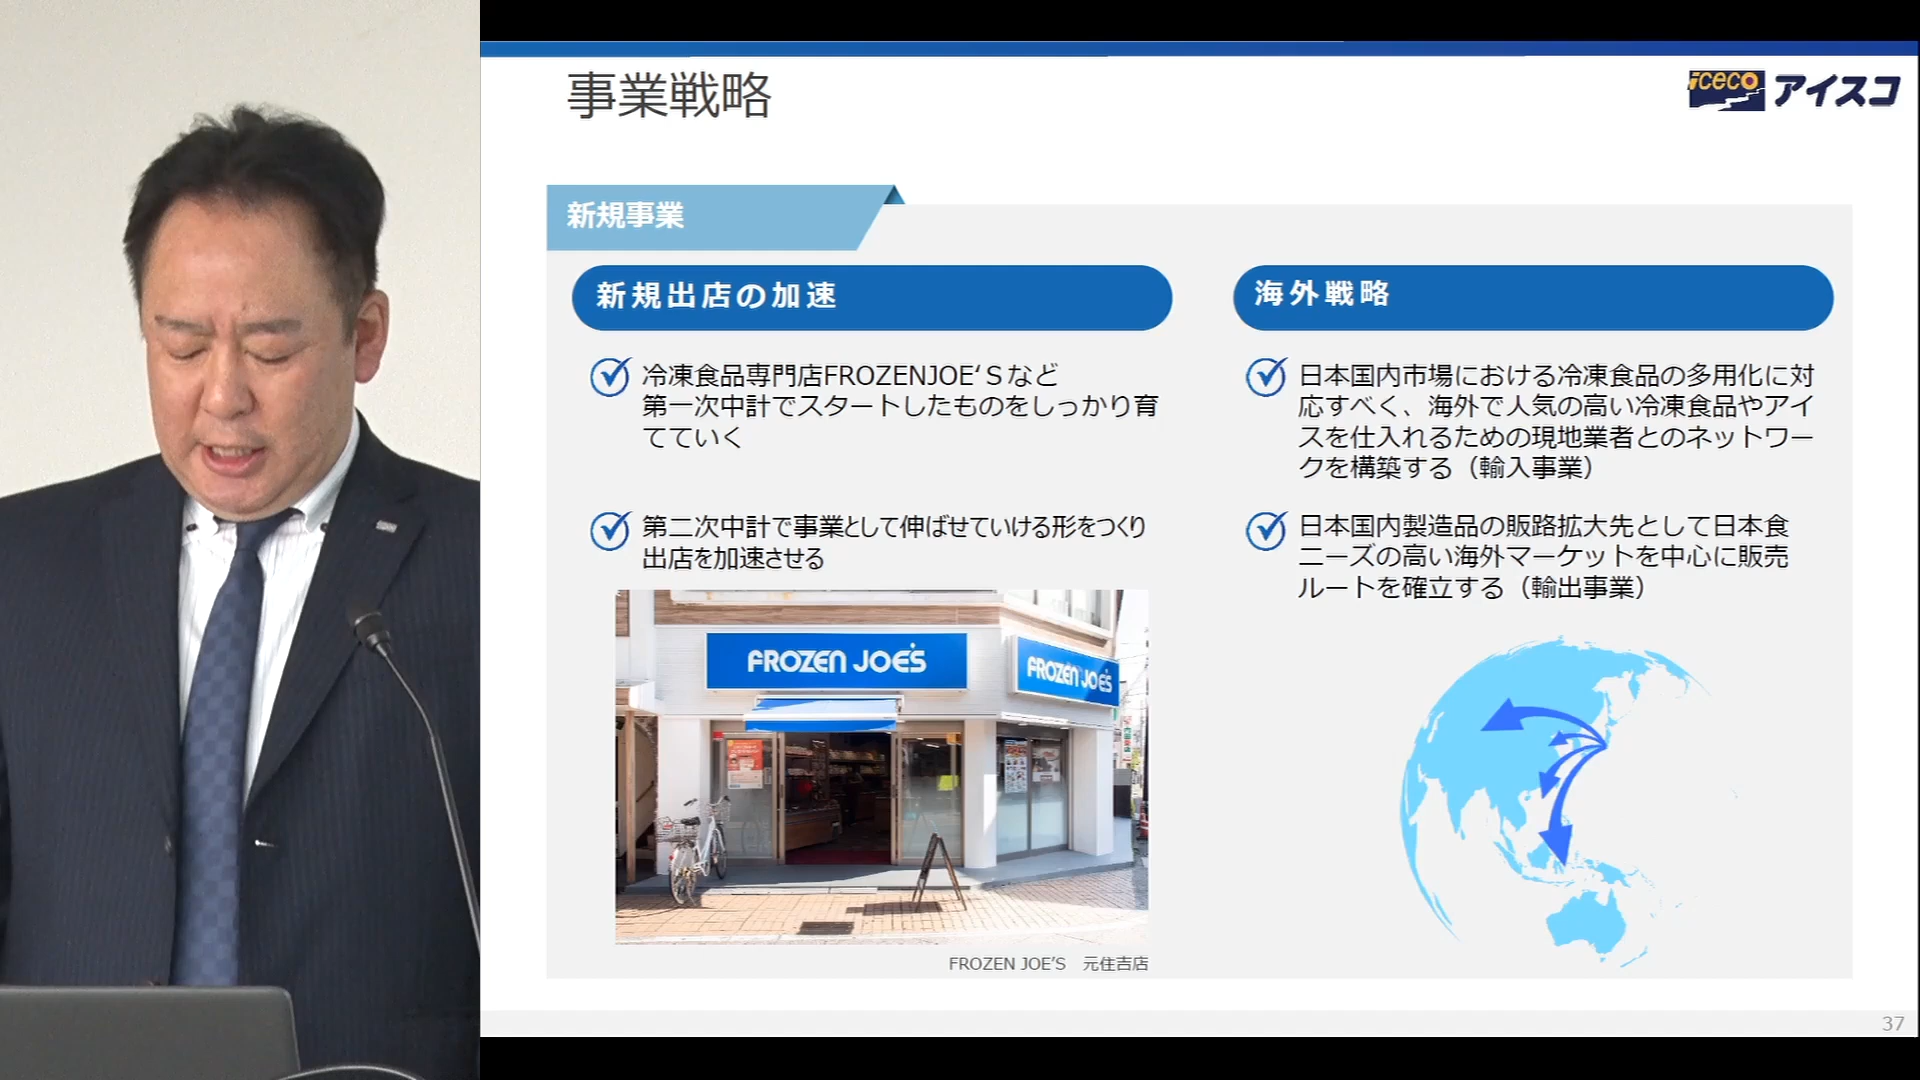 事業戦略
iceco アイスコ
新規事業
新規出店の加速
冷凍食品専門店FROZENJOE‘Sなど
第一次中計でスタートしたものをしっかり育
てていく
第二次中計で事業として伸ばせていける形をつくり
出店を加速させる
FROZEN JOE'S
FROZEN JOE'S
FROZEN JOE’S 元住吉店
海外戦略
日本国内市場における冷凍食品の多用化に対
応すべく、海外で人気の高い冷凍食品やアイ
スを仕入れるための現地業者とのネットワー
クを構築する（輸入事業）
日本国内製造品の販路拡大先として日本食
ニーズの高い海外マーケットを中心に販売
ルートを確立する（輸出事業）
37